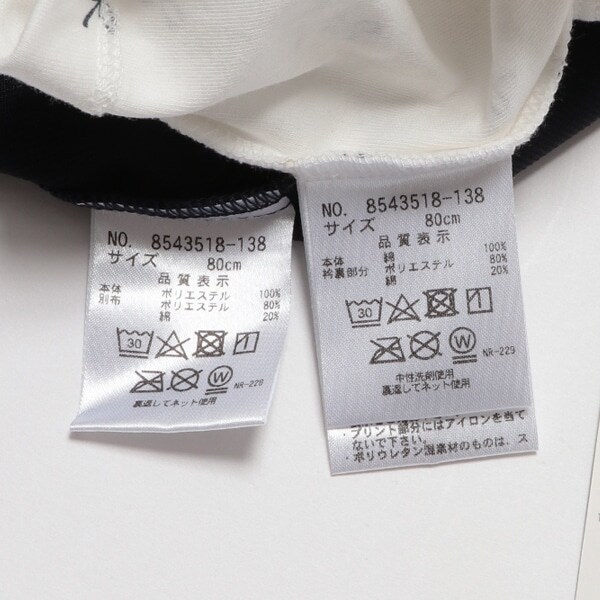 NO. 8543518-138
サイズ 80cm
品質表示
本体 ポリエステル 100%
別布 ポリエステル 80%
綿 20%
30
NR-228
裏返してネット使用
NO. 8543518-138
サイズ 80cm
品質表示
本体 綿 100%
衿裏部分 ポリエステル 80%
綿 20%
30
NR-229
中性洗剤使用
裏返してネット使用
・プリント部分にはアイロンを当て
ないで下さい。
・ポリウレタン混素材のものは、ス